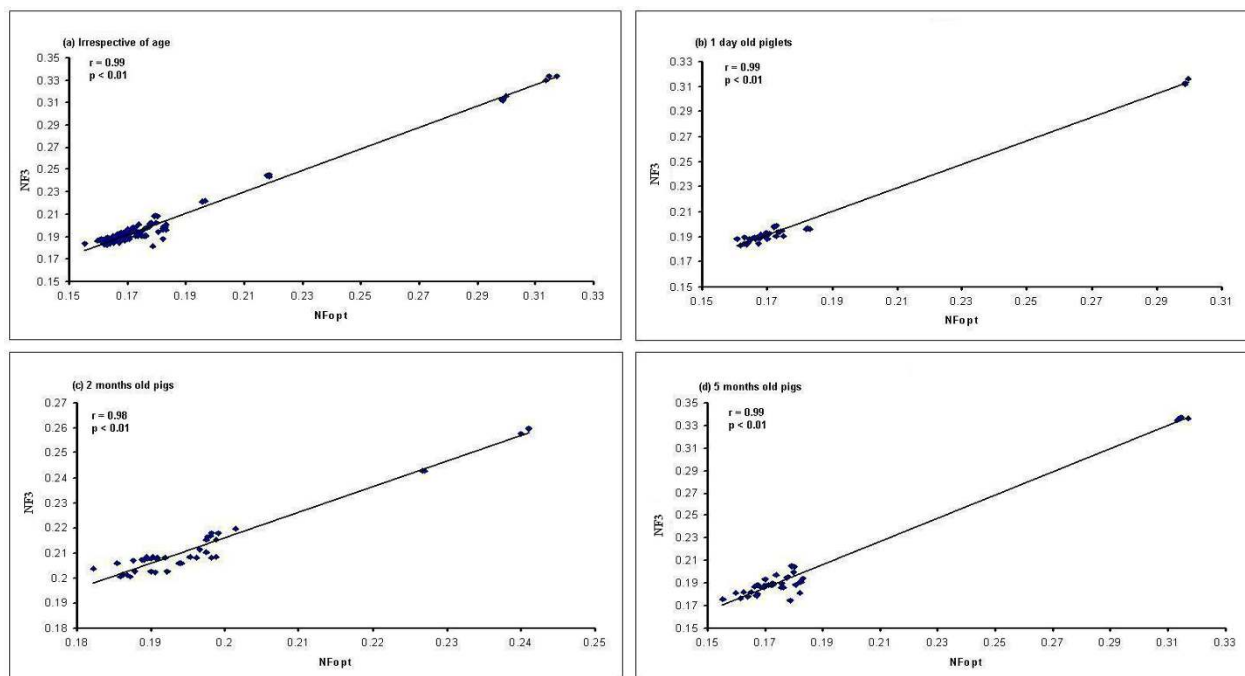 (a) Irrespective of age
r = 0.99
p < 0.01
0.35
0.33
0.31
0.29
0.27
0.25
0.23
0.21
0.19
0.17
0.15
NF3
0.15 0.17 0.19 0.21 0.23 0.25 0.27 0.29 0.31 0.33
NFopt
(b) 1 day old piglets
r = 0.99
p < 0.01
0.33
0.31
0.29
0.27
0.25
0.23
0.21
0.19
0.17
0.15
NF3
0.15 0.17 0.19 0.21 0.23 0.25 0.27 0.29 0.31
NFopt
(c) 2 months old pigs
r = 0.98
p < 0.01
0.27
0.26
0.25
0.24
0.23
0.22
0.21
0.2
0.19
0.18
NF3
0.18 0.19 0.2 0.21 0.22 0.23 0.24 0.25
NFopt
(d) 5 months old pigs
r = 0.99
p < 0.01
0.35
0.33
0.31
0.29
0.27
0.25
0.23
0.21
0.19
0.17
0.15
NF3
0.15 0.17 0.19 0.21 0.23 0.25 0.27 0.29 0.31 0.33
NFopt